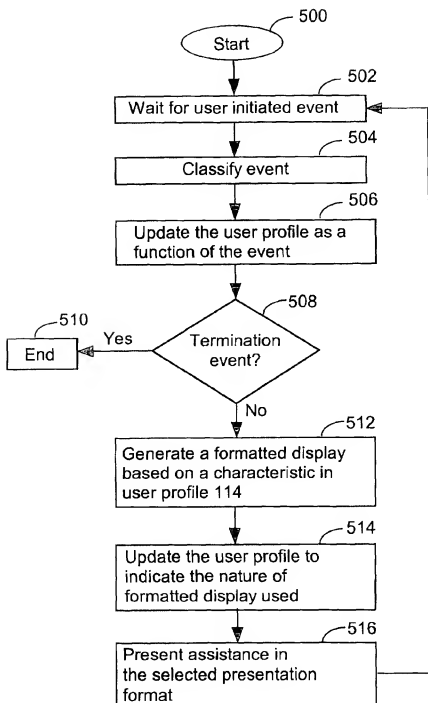 500
Start
502
Wait for user initiated event
504
Classify event
506
Update the user profile as a
function of the event
508
Termination
event?
510
Yes
End
No
512
Generate a formatted display
based on a characteristic in
user profile 114
514
Update the user profile to
indicate the nature of
formatted display used
516
Present assistance in
the selected presentation
format